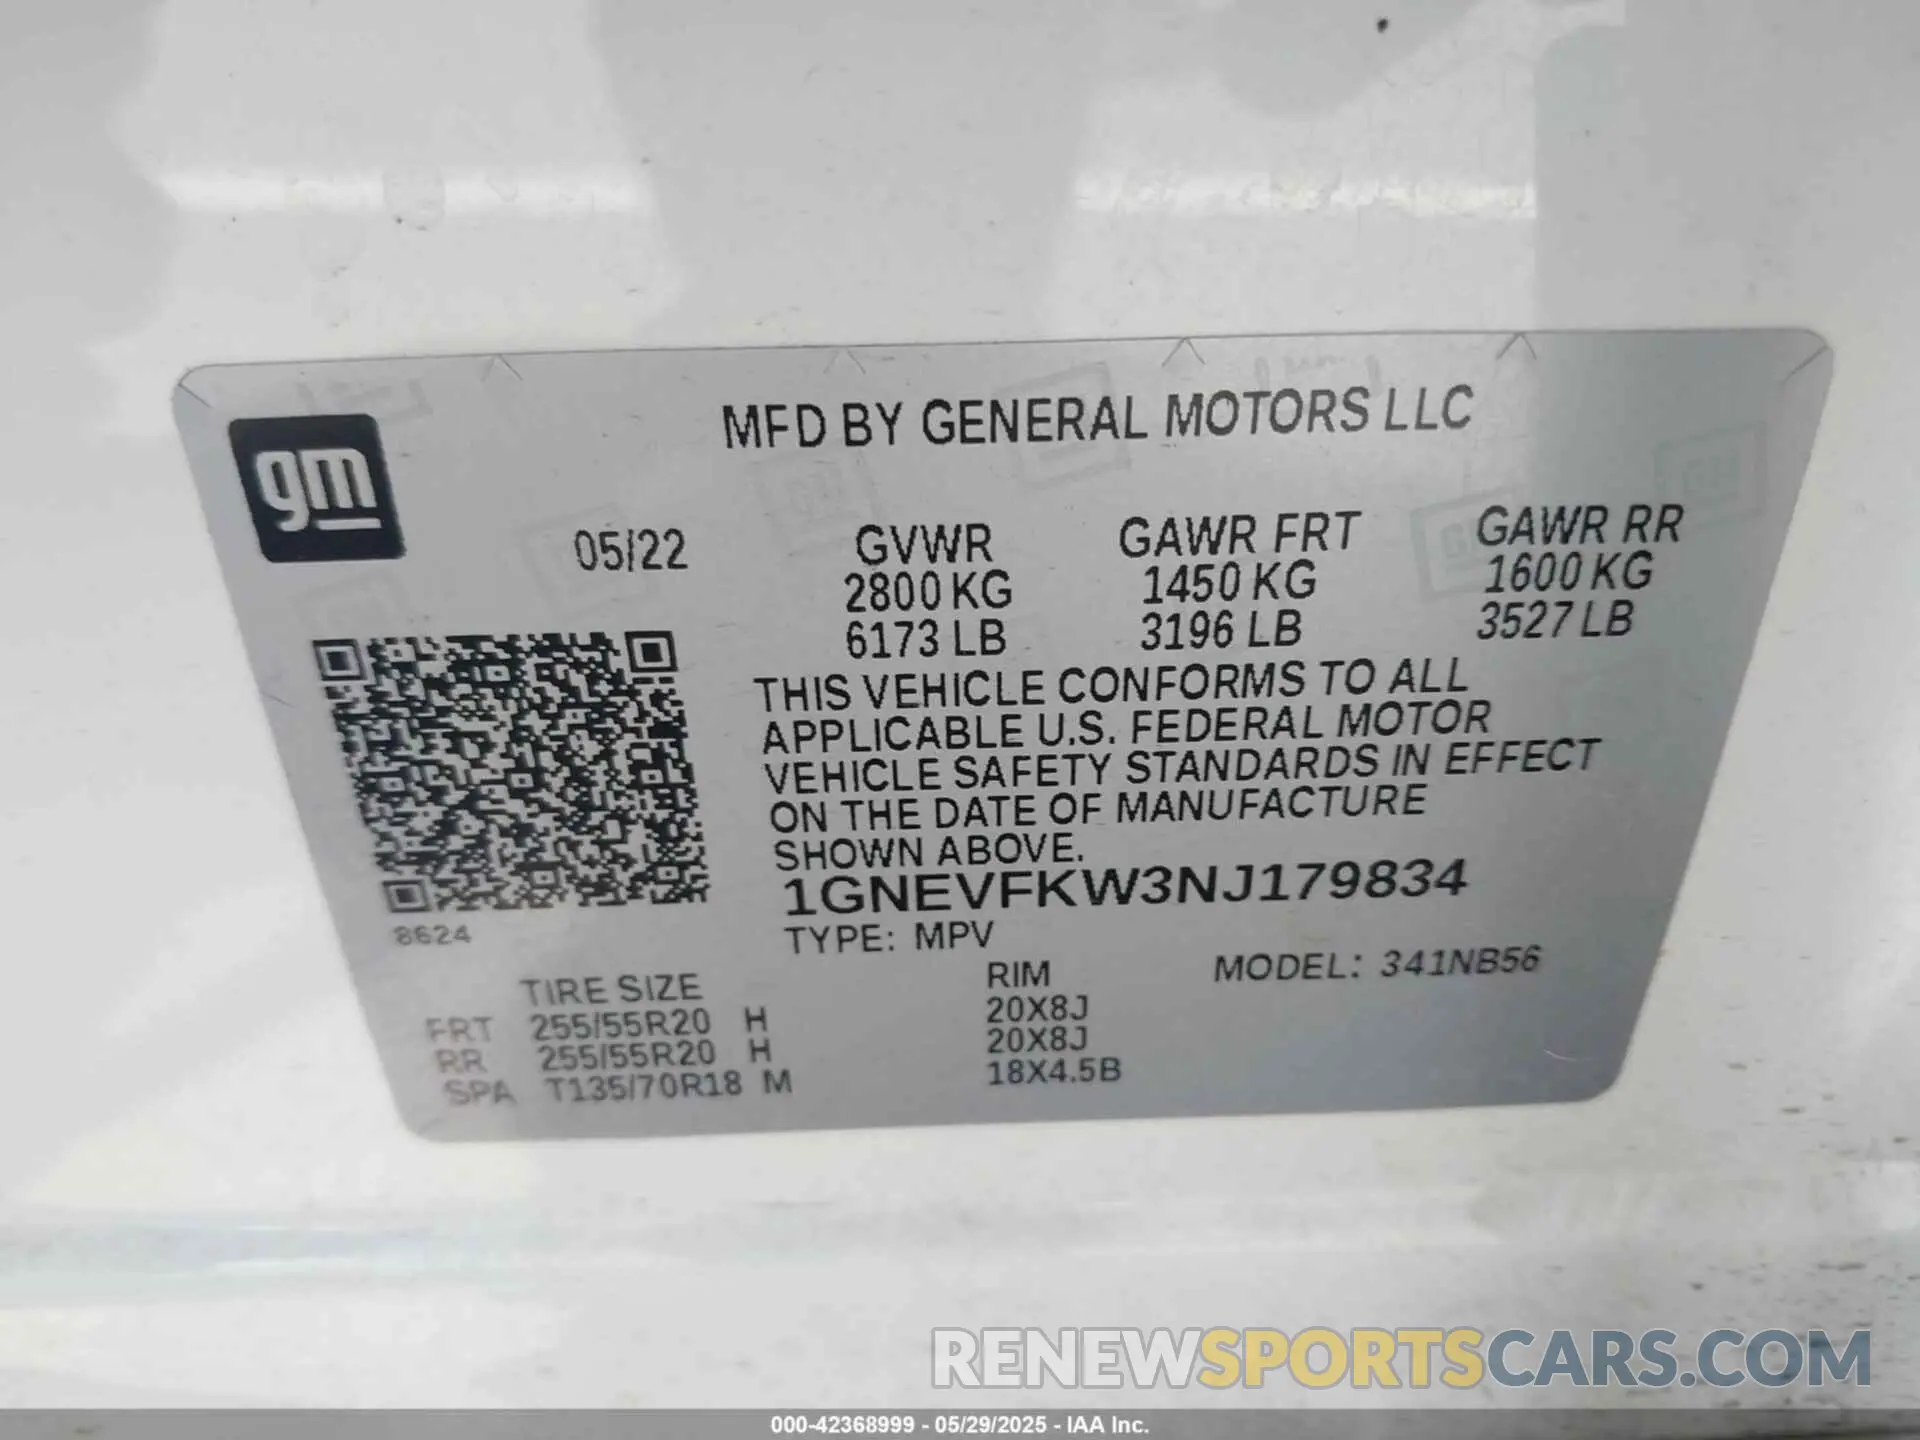 MFD BY GENERAL MOTORS LLC
gm
05/22 GVWR GAWR FRT GAWR RR
2800 KG 1450 KG 1600 KG
6173 LB 3196 LB 3527 LB
THIS VEHICLE CONFORMS TO ALL
APPLICABLE U.S. FEDERAL MOTOR
VEHICLE SAFETY STANDARDS IN EFFECT
ON THE DATE OF MANUFACTURE
SHOWN ABOVE.
1GNEVFKW3NJ179834
8624 TYPE: MPV
TIRE SIZE RIM MODEL: 341NB56
FRT 255/55R20 H 20X8J
RR 255/55R20 H 20X8J
SPA T135/70R18 M 18X4.5B
RENEWSPORTSCARS.COM
000-42368999 - 05/29/2025 - IAA Inc.